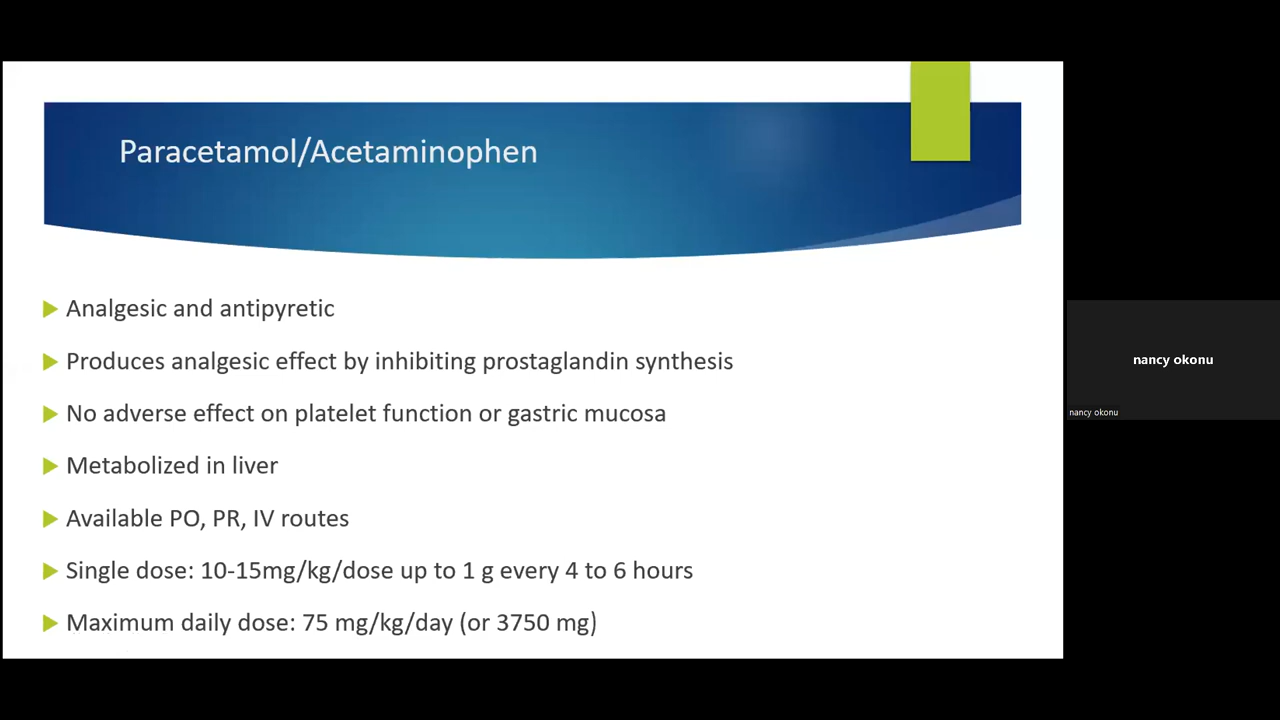 Paracetamol/Acetaminophen
Analgesic and antipyretic
Produces analgesic effect by inhibiting prostaglandin synthesis
No adverse effect on platelet function or gastric mucosa
Metabolized in liver
Available PO, PR, IV routes
Single dose: 10-15mg/kg/dose up to 1 g every 4 to 6 hours
Maximum daily dose: 75 mg/kg/day (or 3750 mg)
nancy okonu
nancy okonu